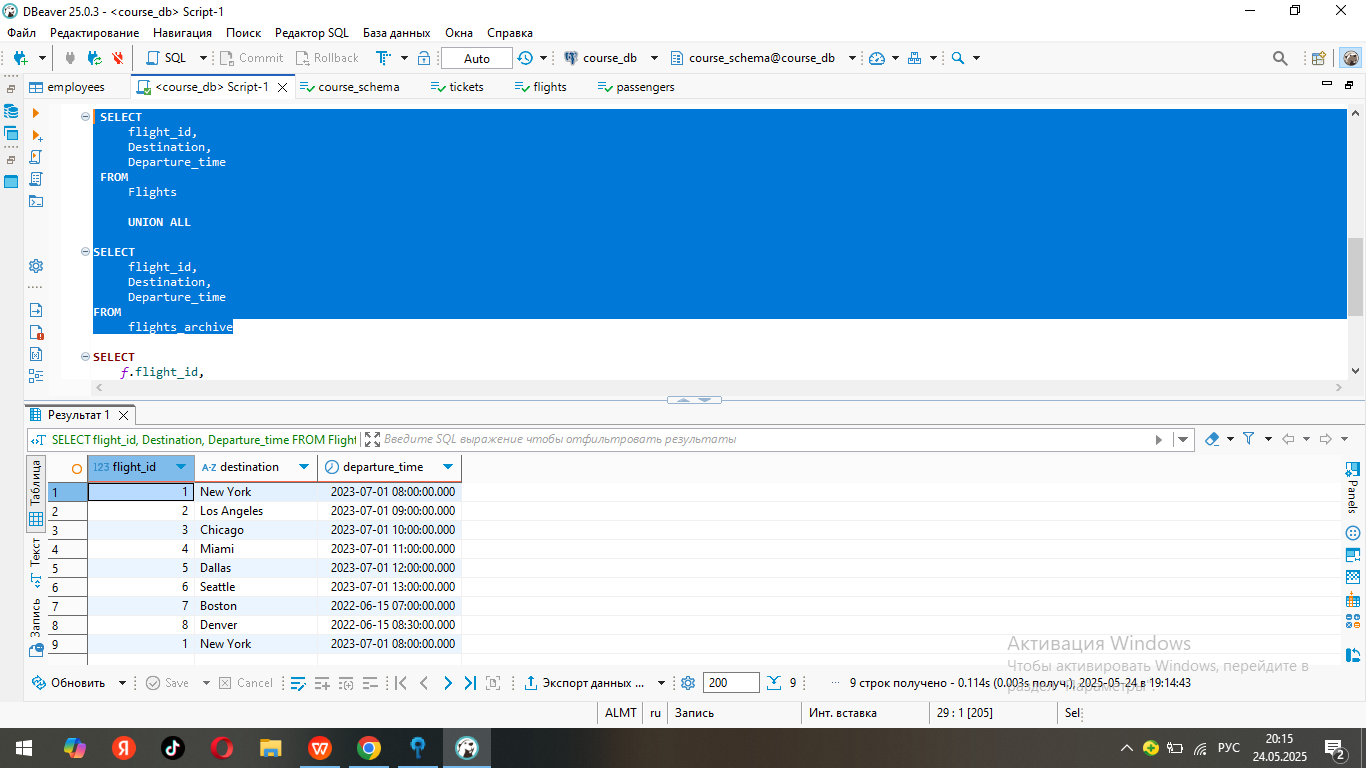 DBeaver 25.0.3 - <course_db> Script-1
Файл Редактирование Навигация Поиск Редактор SQL База данных Окна Справка
SQL Commit Rollback Auto course_db course_schema@course_db
employees <course_db> Script-1 course_schema tickets flights passengers
SELECT
flight_id,
Destination,
Departure_time
FROM
Flights
UNION ALL
SELECT
flight_id,
Destination,
Departure_time
FROM
flights_archive
SELECT
f.flight_id,
Результат 1
SELECT flight_id, Destination, Departure_time FROM Flight Введите SQL выражение чтобы отфильтровать результаты
Таблица
Текст
Запись
123 flight_id A-Z destination departure_time
1 1 New York 2023-07-01 08:00:00.000
2 2 Los Angeles 2023-07-01 09:00:00.000
3 3 Chicago 2023-07-01 10:00:00.000
4 4 Miami 2023-07-01 11:00:00.000
5 5 Dallas 2023-07-01 12:00:00.000
6 6 Seattle 2023-07-01 13:00:00.000
7 7 Boston 2022-06-15 07:00:00.000
8 8 Denver 2022-06-15 08:30:00.000
9 1 New York 2023-07-01 08:00:00.000
Panels
Активация Windows
Чтобы активировать Windows, перейдите в
раздел "Параметры".
Обновить Save Cancel Экспорт данных ... 200 9 ... 9 строк получено - 0.114s (0.003s получ.), 2025-05-24 в 19:14:43
ALMT ru Запись Инт. вставка 29 : 1 [205] Sel
РУС
20:15
24.05.2025
2